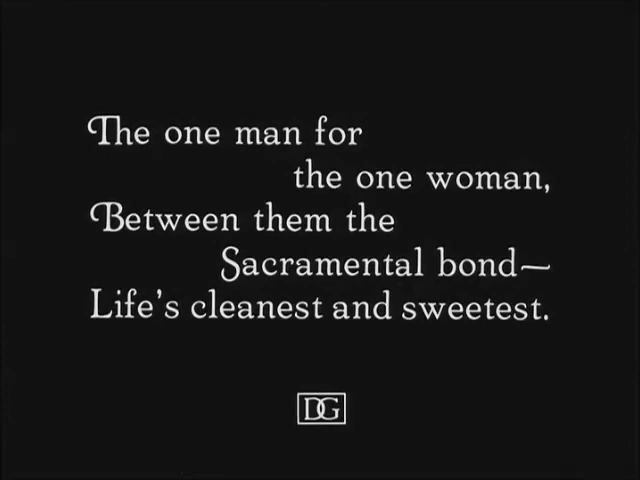 The one man for
the one woman,
Between them the
Sacramental bond—
Life's cleanest and sweetest.
DG